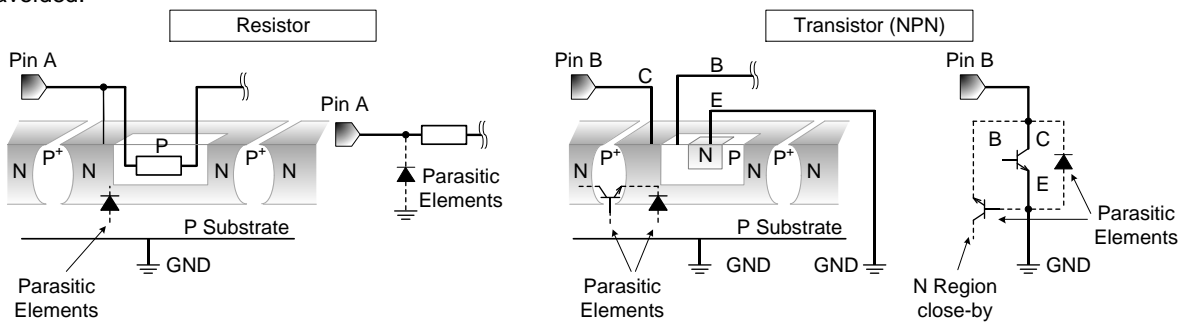 avoided.
Resistor
Transistor (NPN)
Pin A
Pin A
N
P+
N
P
N
P+
N
Parasitic
Elements
P Substrate
GND
Parasitic
Elements
Pin B
C
B
E
N
P+
N
N
P
P+
N
N
P Substrate
GND
GND
Parasitic
Elements
Pin B
B
C
E
Parasitic
Elements
GND
N Region
close-by